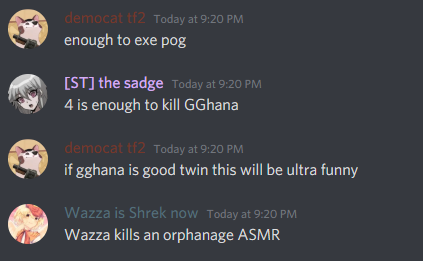 democat tf2 Today at 9:20 PM
enough to exe pog
[ST] the sadge Today at 9:20 PM
4 is enough to kill GGhana
democat tf2 Today at 9:20 PM
if gghana is good twin this will be ultra funny
Wazza is Shrek now Today at 9:20 PM
Wazza kills an orphanage ASMR